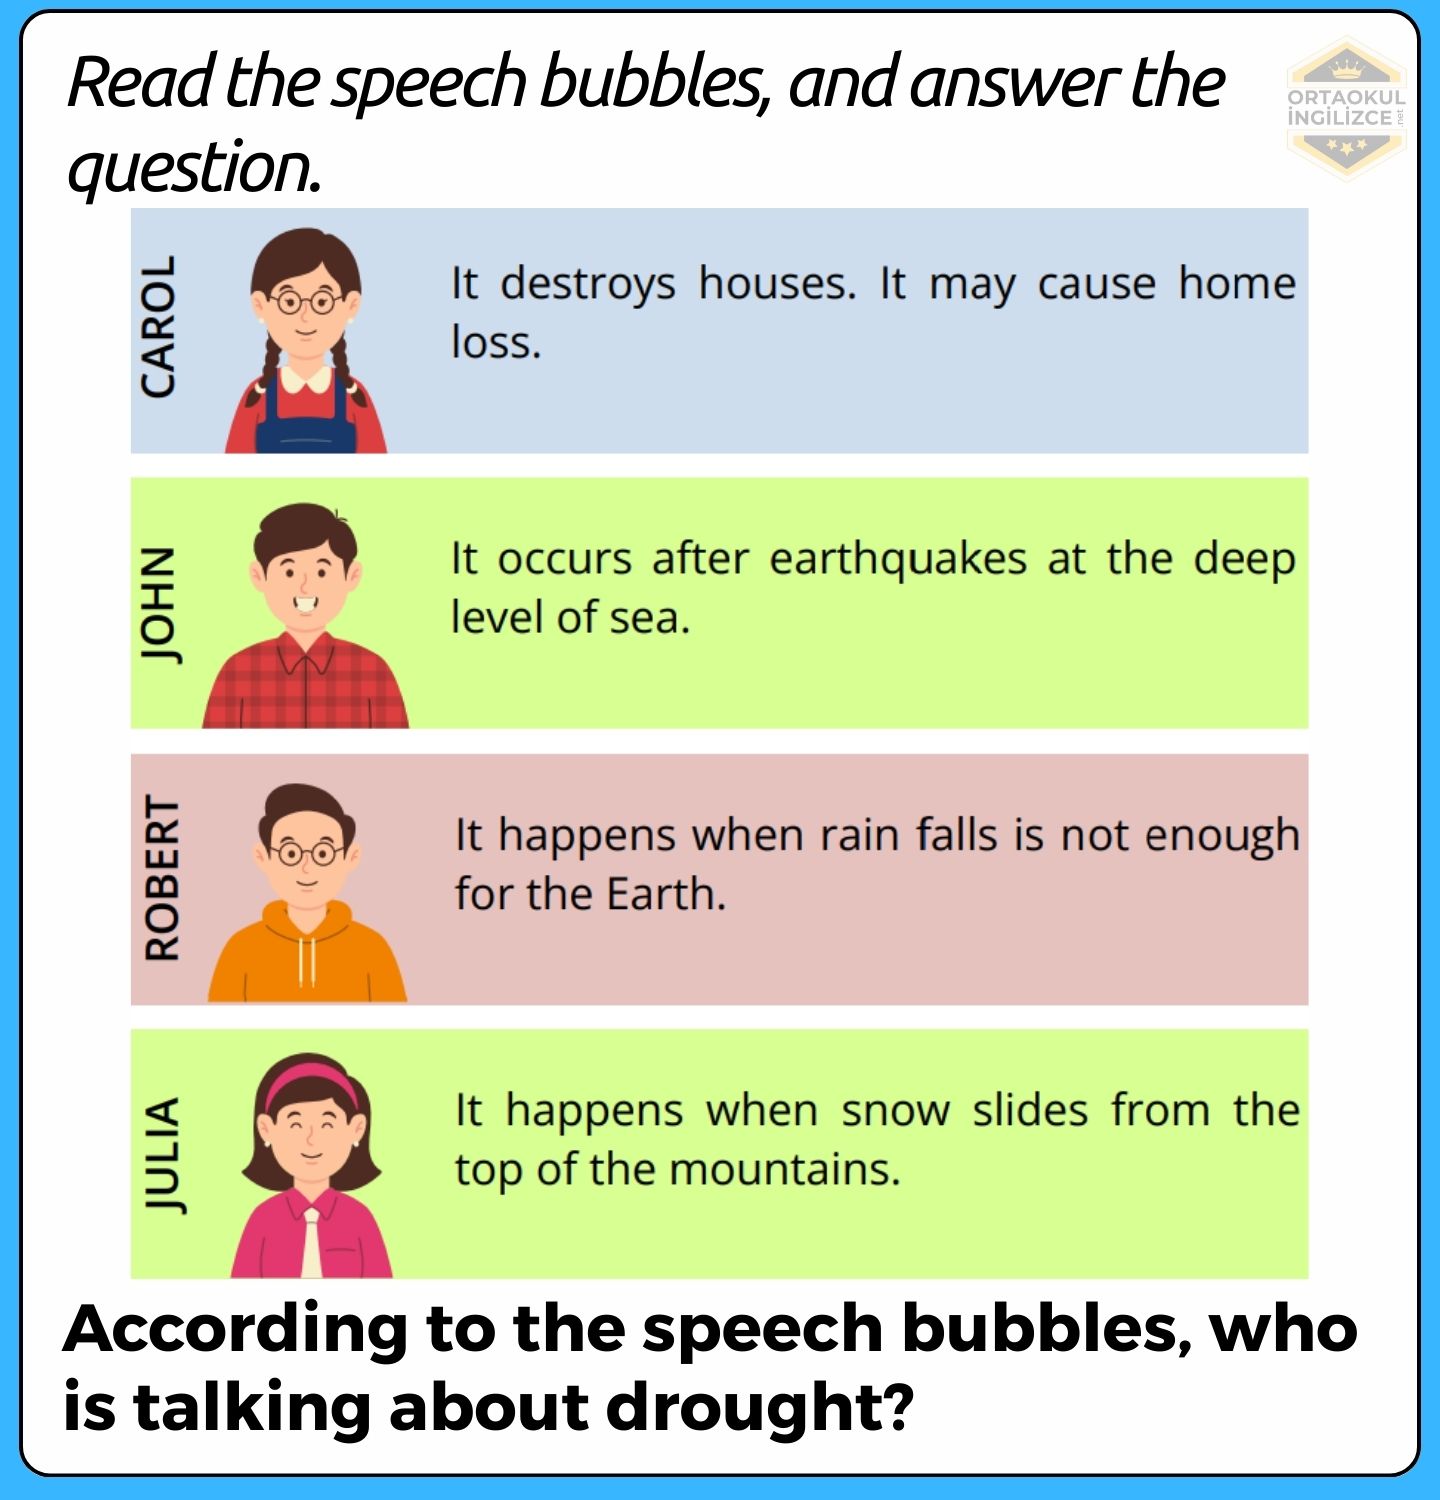 Read the speech bubbles, and answer the
question.
ORTAOKUL
İNGİLİZCE
.net
CAROL
It destroys houses. It may cause home
loss.
JOHN
It occurs after earthquakes at the deep
level of sea.
ROBERT
It happens when rain falls is not enough
for the Earth.
JULIA
It happens when snow slides from the
top of the mountains.
According to the speech bubbles, who
is talking about drought?